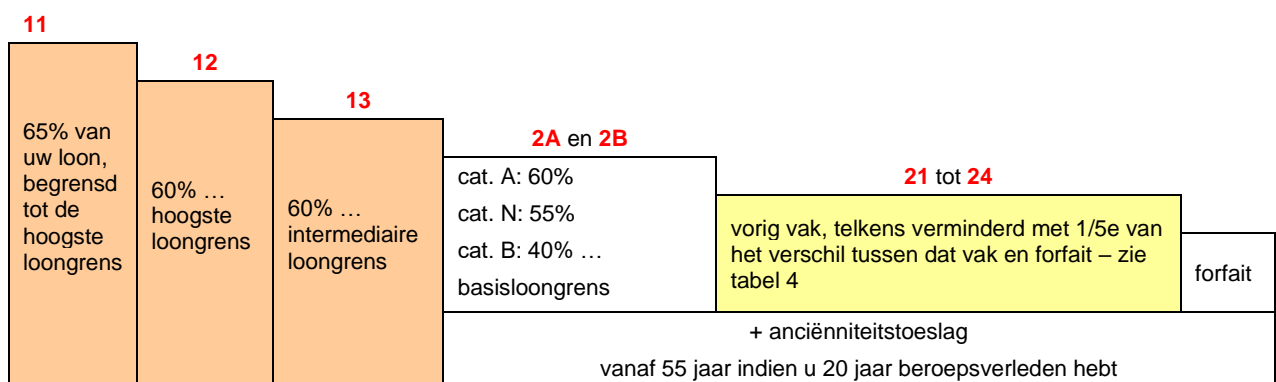 11
65% van
uw loon,
begrensd
tot de
hoogste
loongrens
12
60% …
hoogste
loongrens
13
60% …
intermediaire
loongrens
2A en 2B
cat. A: 60%
cat. N: 55%
cat. B: 40% …
basisloongrens
21 tot 24
vorig vak, telkens verminderd met 1/5e van
het verschil tussen dat vak en forfait – zie
tabel 4
forfait
+ anciënniteitstoeslag
vanaf 55 jaar indien u 20 jaar beroepsverleden hebt